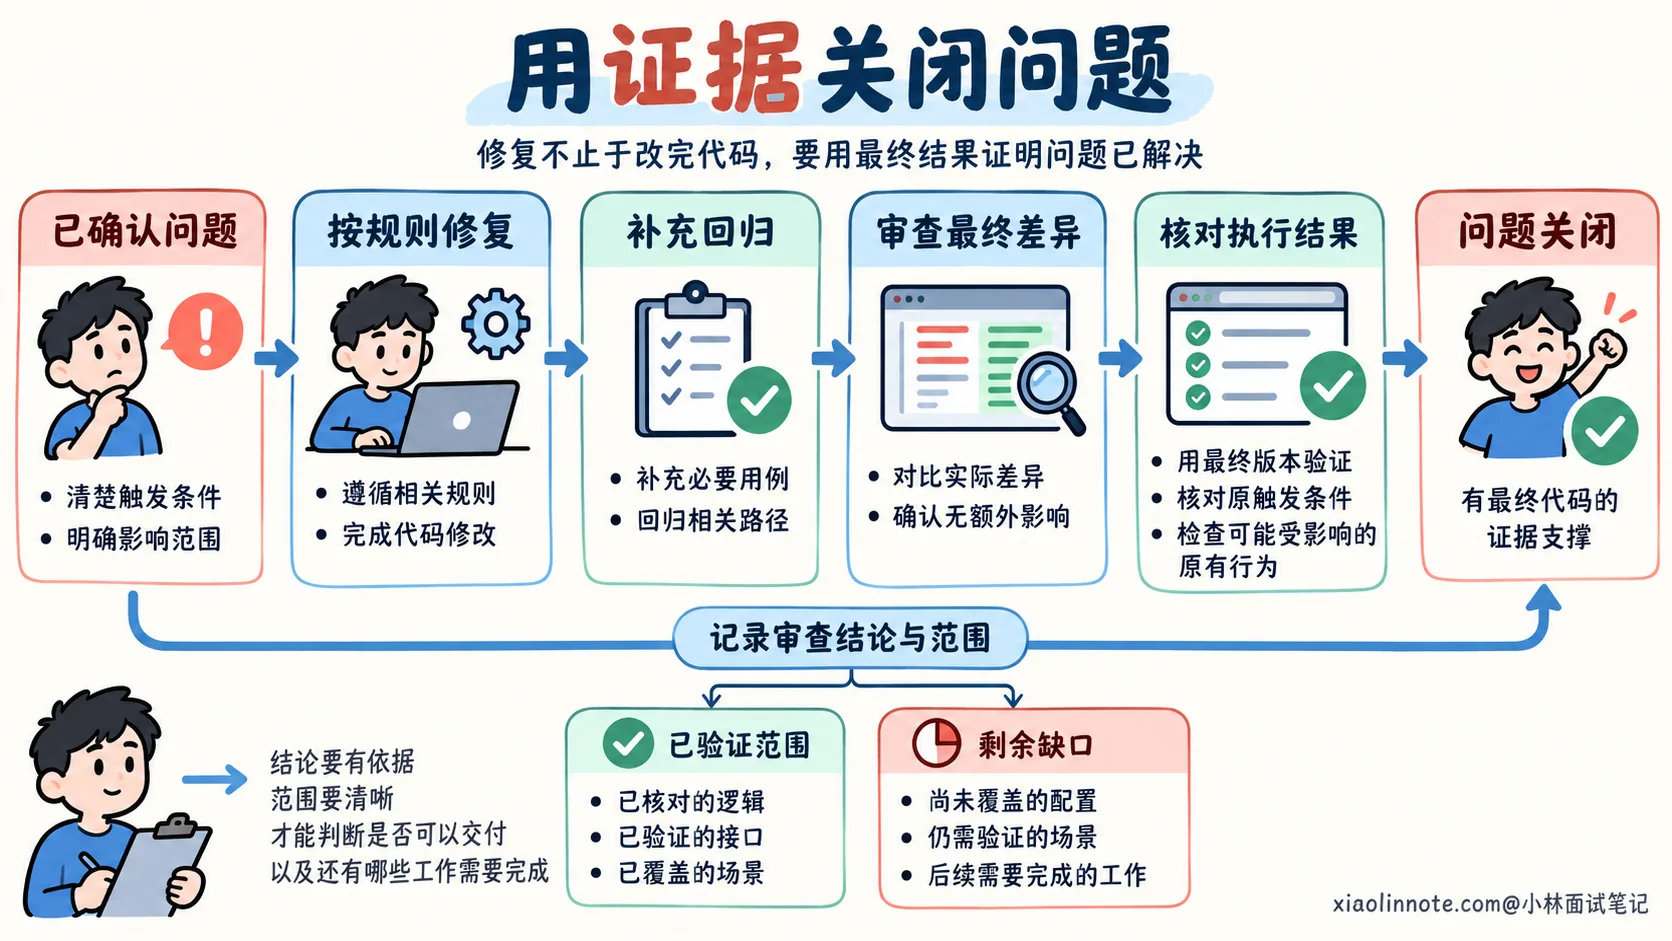 用证据关闭问题
修复不止于改完代码，要用最终结果证明问题已解决
已确认问题
• 清楚触发条件
• 明确影响范围
按规则修复
• 遵循相关规则
• 完成代码修改
补充回归
• 补充必要用例
• 回归相关路径
审查最终差异
• 对比实际差异
• 确认无额外影响
核对执行结果
• 用最终版本验证
• 核对原触发条件
• 检查可能受影响的
原有行为
问题关闭
有最终代码的
证据支撑
记录审查结论与范围
结论要有依据
范围要清晰
才能判断是否可以交付
以及还有哪些工作需要完成
已验证范围
• 已核对的逻辑
• 已验证的接口
• 已覆盖的场景
剩余缺口
• 尚未覆盖的配置
• 仍需验证的场景
• 后续需要完成的工作
xiaolinnote.com@小林面试笔记